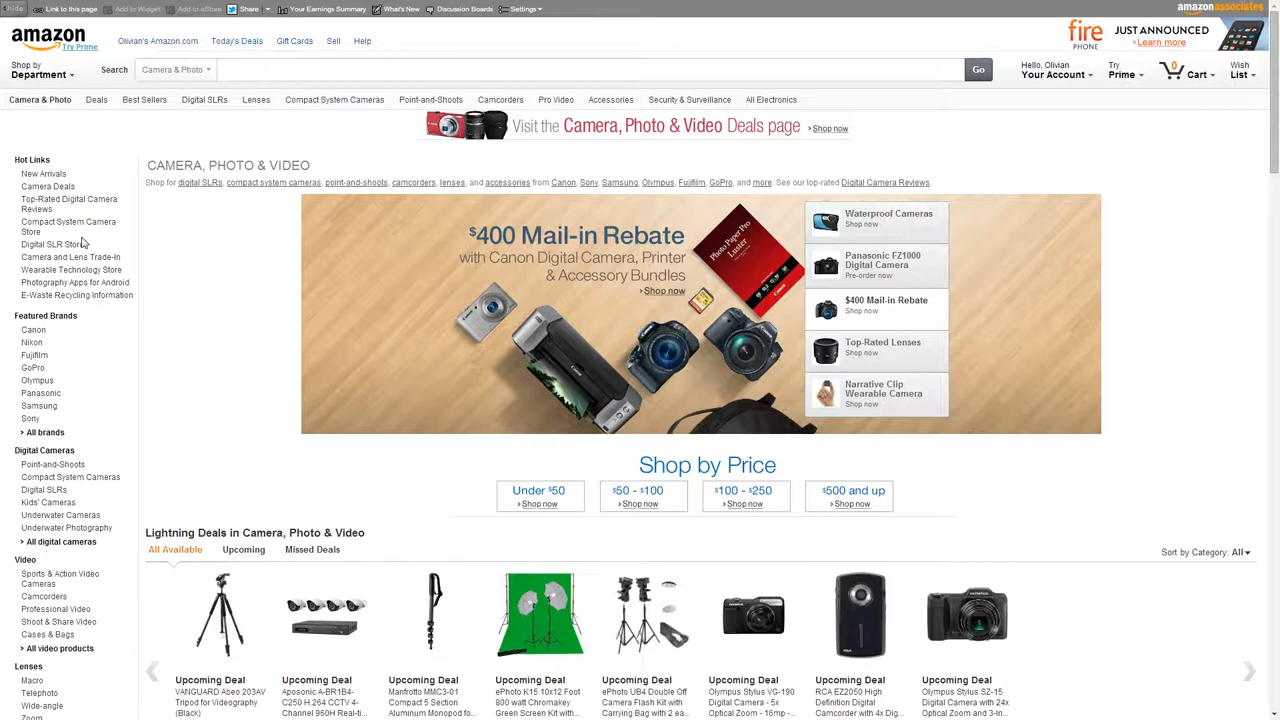 hide Link to this page Add to Widget Add to aStore Share Your Earnings Summary What's New Discussion Boards Settings
amazonassociates
amazon
Try Prime
Olivian's Amazon.com Today's Deals Gift Cards Sell Help
fire
PHONE
JUST ANNOUNCED
Learn more
Shop by
Department
Search Camera & Photo Go
Hello, Olivian
Your Account
Try
Prime
0
Cart
Wish
List
Camera & Photo Deals Best Sellers Digital SLRs Lenses Compact System Cameras Point-and-Shoots Camcorders Pro Video Accessories Security & Surveillance All Electronics
Visit the Camera, Photo & Video Deals page › Shop now
Hot Links
New Arrivals
Camera Deals
Top-Rated Digital Camera
Reviews
Compact System Camera
Store
Digital SLR Store
Camera and Lens Trade-In
Wearable Technology Store
Photography Apps for Android
E-Waste Recycling Information
Featured Brands
Canon
Nikon
Fujifilm
GoPro
Olympus
Panasonic
Samsung
Sony
› All brands
Digital Cameras
Point-and-Shoots
Compact System Cameras
Digital SLRs
Kids' Cameras
Underwater Cameras
Underwater Photography
› All digital cameras
Video
Sports & Action Video
Cameras
Camcorders
Professional Video
Shoot & Share Video
Cases & Bags
› All video products
Lenses
Macro
Telephoto
Wide-angle
Zoom
CAMERA, PHOTO & VIDEO
Shop for digital SLRs, compact system cameras, point-and-shoots, camcorders, lenses, and accessories from Canon, Sony, Samsung, Olympus, Fujifilm, GoPro, and more. See our top-rated Digital Camera Reviews.
$400 Mail-in Rebate
with Canon Digital Camera, Printer
& Accessory Bundles
› Shop now
Photo Paper Pro
Luster
Canon
Waterproof Cameras
Shop now
Panasonic FZ1000
Digital Camera
Pre-order now
$400 Mail-in Rebate
Shop now
Top-Rated Lenses
Shop now
Narrative Clip
Wearable Camera
Shop now
Shop by Price
Under $50
› Shop now
$50 - $100
› Shop now
$100 - $250
› Shop now
$500 and up
› Shop now
Lightning Deals in Camera, Photo & Video
All Available Upcoming Missed Deals
Sort by Category: All
Upcoming Deal
VANGUARD Abeo 203AV
Tripod for Videography
(Black)
Upcoming Deal
Aposonic A-BR1B4-
C250 H.264 CCTV 4-
Channel 960H Real-ti...
Upcoming Deal
Manfrotto MMC3-01
Compact 5 Section
Aluminum Monopod fo...
Upcoming Deal
ePhoto K15 10x12 Foot
800 watt Chromakey
Green Screen Kit with...
Upcoming Deal
ePhoto UB4 Double Off
Camera Flash Kit with
Carrying Bag with 2 ea...
Upcoming Deal
Olympus Stylus VG-190
Digital Camera - 5x
Optical Zoom - 16mp -...
Upcoming Deal
RCA EZ2050 High
Definition Digital
Camcorder with 4x Dig...
Upcoming Deal
Olympus Stylus SZ-15
Digital Camera with 24x
Optical Zoom and 3-In...